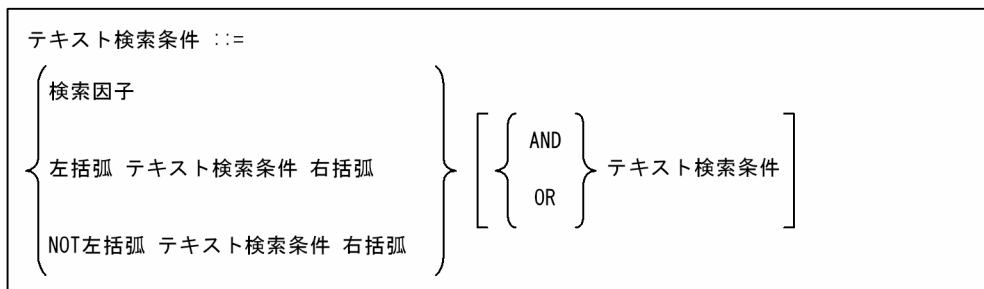 テキスト検索条件 ::=
検索因子
左括弧 テキスト検索条件 右括弧
NOT左括弧 テキスト検索条件 右括弧
AND
OR
テキスト検索条件